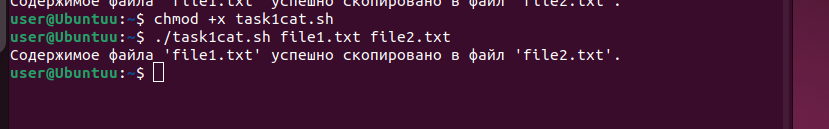 Содержимое файла 'file1.txt' успешно скопировано в файл 'file2.txt'.
user@Ubuntuu:~$ chmod +x task1cat.sh
user@Ubuntuu:~$ ./task1cat.sh file1.txt file2.txt
Содержимое файла 'file1.txt' успешно скопировано в файл 'file2.txt'.
user@Ubuntuu:~$